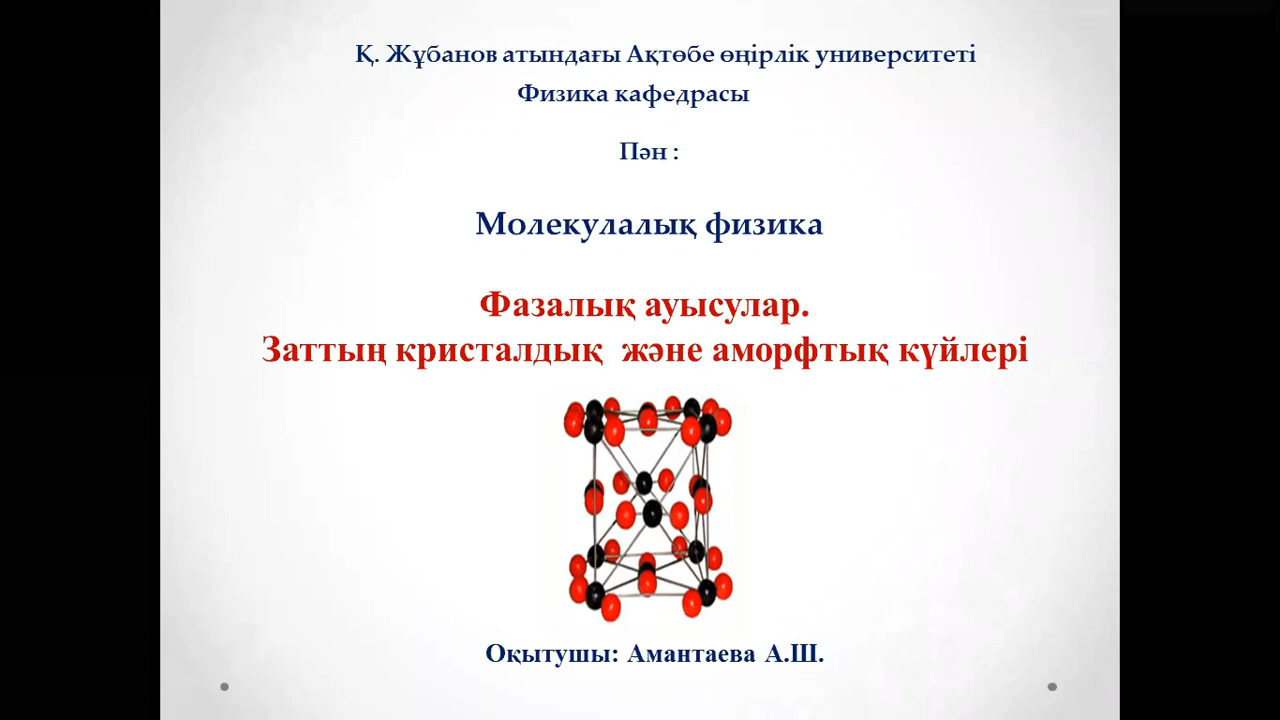 Қ. Жұбанов атындағы Ақтөбе өңірлік университеті
Физика кафедрасы
Пән :
Молекулалық физика
Фазалық ауысулар.
Заттың кристалдық және аморфтық күйлері
Оқытушы: Амантаева А.Ш.